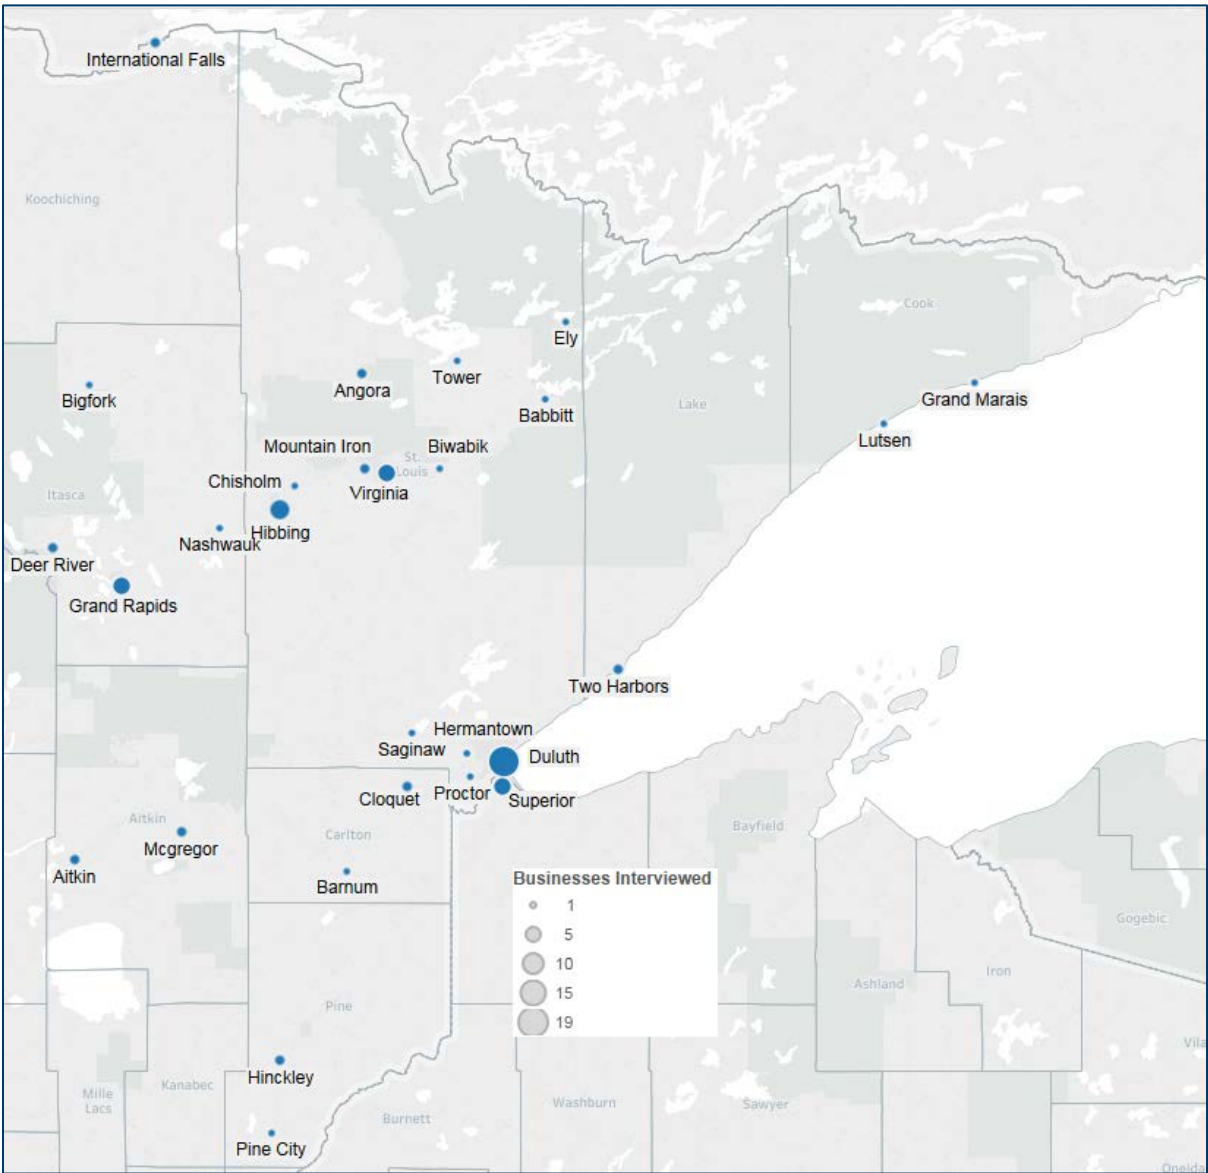 International Falls
Koochiching
Cook
Ely
Tower
Angora
Bigfork
Babbitt
Lake
Grand Marais
Lutsen
Mountain Iron
Biwabik
St.
Louis
Chisholm
Virginia
Itasca
Hibbing
Nashwauk
Deer River
Grand Rapids
Two Harbors
Hermantown
Saginaw
Duluth
Cloquet
Proctor
Superior
Aitkin
Carlton
Bayfield
Mcgregor
Aitkin
Barnum
Businesses Interviewed
1
5
10
15
19
Gogebic
Iron
Ashland
Pine
Vila
Hinckley
Kanabec
Mille
Lacs
Burnett
Washburn
Sawyer
Pine City
Oneida